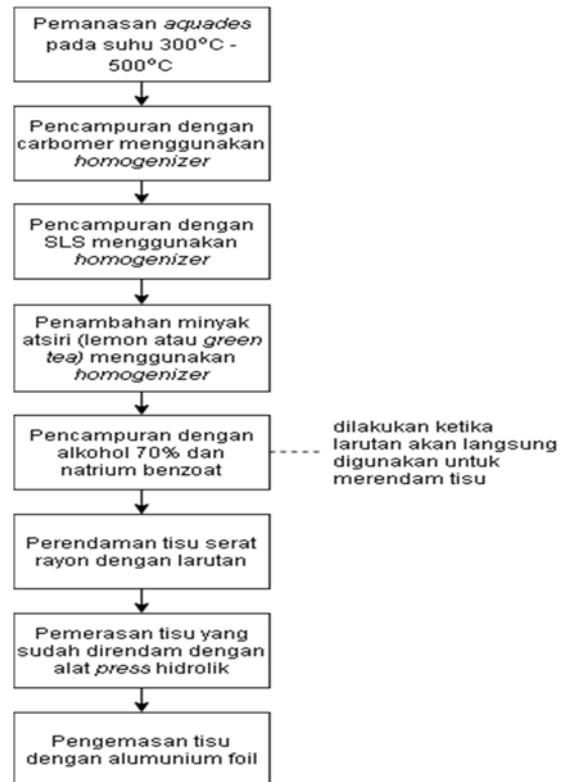 Pemanasan aquades
pada suhu 300°C -
500°C
Pencampuran dengan
carbomer menggunakan
homogenizer
Pencampuran dengan
SLS menggunakan
homogenizer
Penambahan minyak
atsiri (lemon atau green
tea) menggunakan
homogenizer
Pencampuran dengan
alkohol 70% dan
natrium benzoat
dilakukan ketika
larutan akan langsung
digunakan untuk
merendam tisu
Perendaman tisu serat
rayon dengan larutan
Pemerasan tisu yang
sudah direndam dengan
alat press hidrolik
Pengemasan tisu
dengan alumunium foil